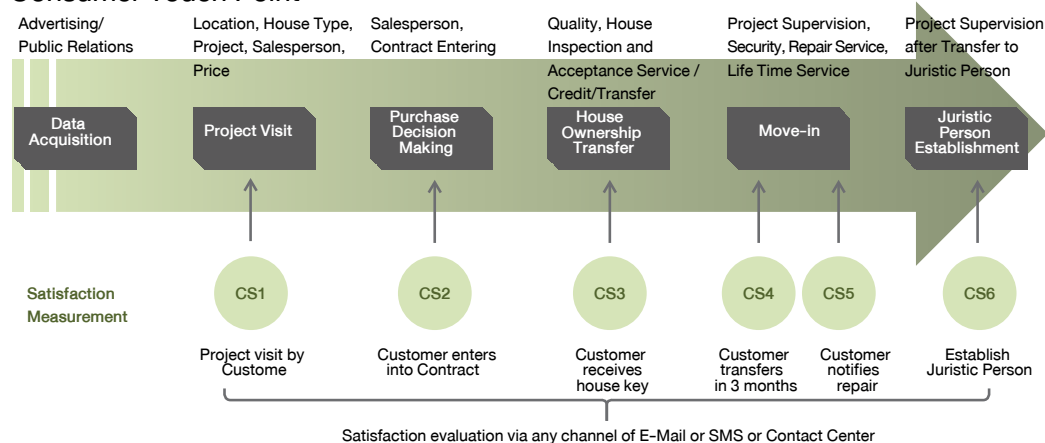 Consumer Touch Point
Advertising/
Public Relations
Location, House Type,
Project, Salesperson,
Price
Salesperson,
Contract Entering
Quality, House
Inspection and
Acceptance Service /
Credit/Transfer
Project Supervision,
Security, Repair Service,
Life Time Service
Project Supervision
after Transfer to
Juristic Person
Data
Acquisition
Project Visit
Purchase
Decision
Making
House
Ownership
Transfer
Move-in
Juristic
Person
Establishment
Satisfaction
Measurement
CS1
CS2
CS3
CS4
CS5
CS6
Project visit by
Custome
Customer enters
into Contract
Customer
receives
house key
Customer
transfers
in 3 months
Customer
notifies
repair
Establish
Juristic Person
Satisfaction evaluation via any channel of E-Mail or SMS or Contact Center